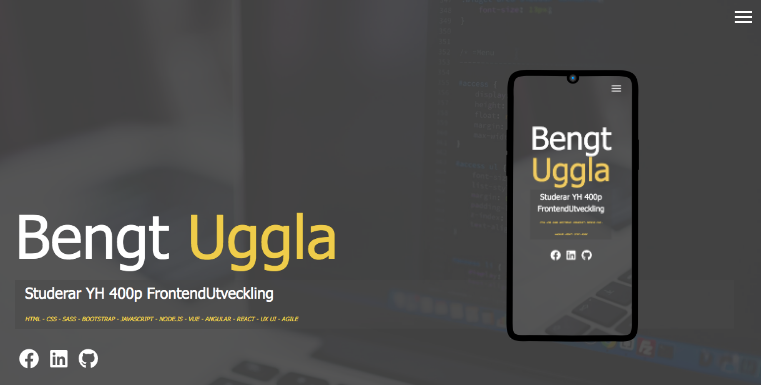 Bengt Uggla
Studerar YH 400p FrontendUtveckling
HTML - CSS - SASS - BOOTSTRAP - JAVASCRIPT - NODE.JS - VUE - ANGULAR - REACT - UX UI - AGILE
Bengt
Uggla
Studerar YH 400p
FrontendUtveckling